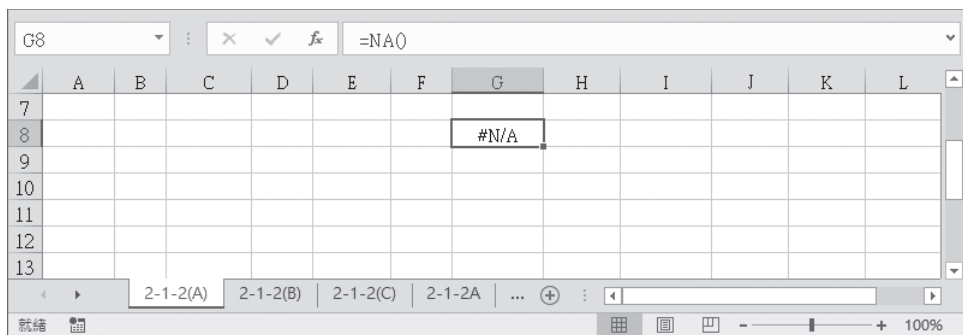 G8 fx =NA()
A B C D E F G H I J K L
7
8 #N/A
9
10
11
12
13
2-1-2(A) 2-1-2(B) 2-1-2(C) 2-1-2A ...
就緒 100%